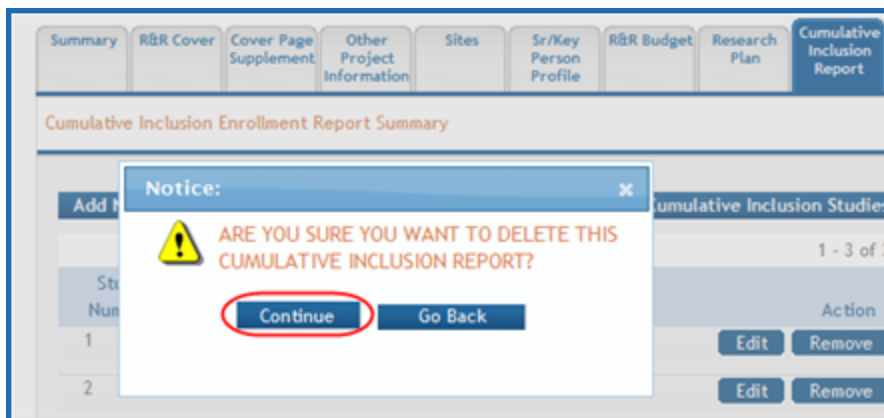 Summary R&R Cover Cover Page Supplement Other Project Information Sites Sr/Key Person Profile R&R Budget Research Plan Cumulative Inclusion Report
Cumulative Inclusion Enrollment Report Summary
Notice:
Add Cumulative Inclusion Studies
ARE YOU SURE YOU WANT TO DELETE THIS
CUMULATIVE INCLUSION REPORT?
1 - 3 of
Continue Go Back
Action
1 Edit Remove
2 Edit Remove